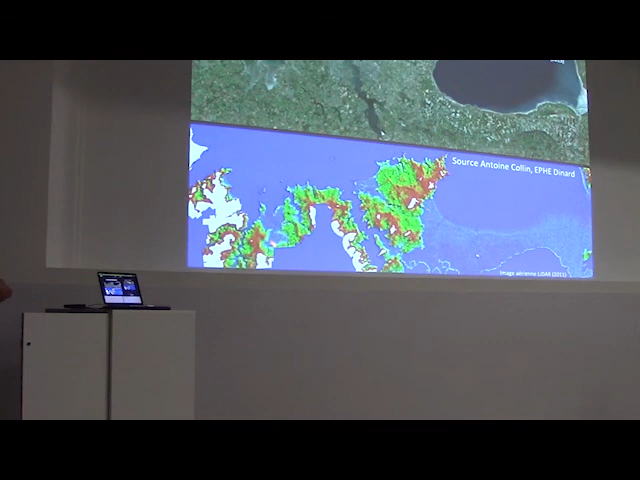 Source Antoine Collin, EPHE Dinard
Image aérienne LiDAR (2011)